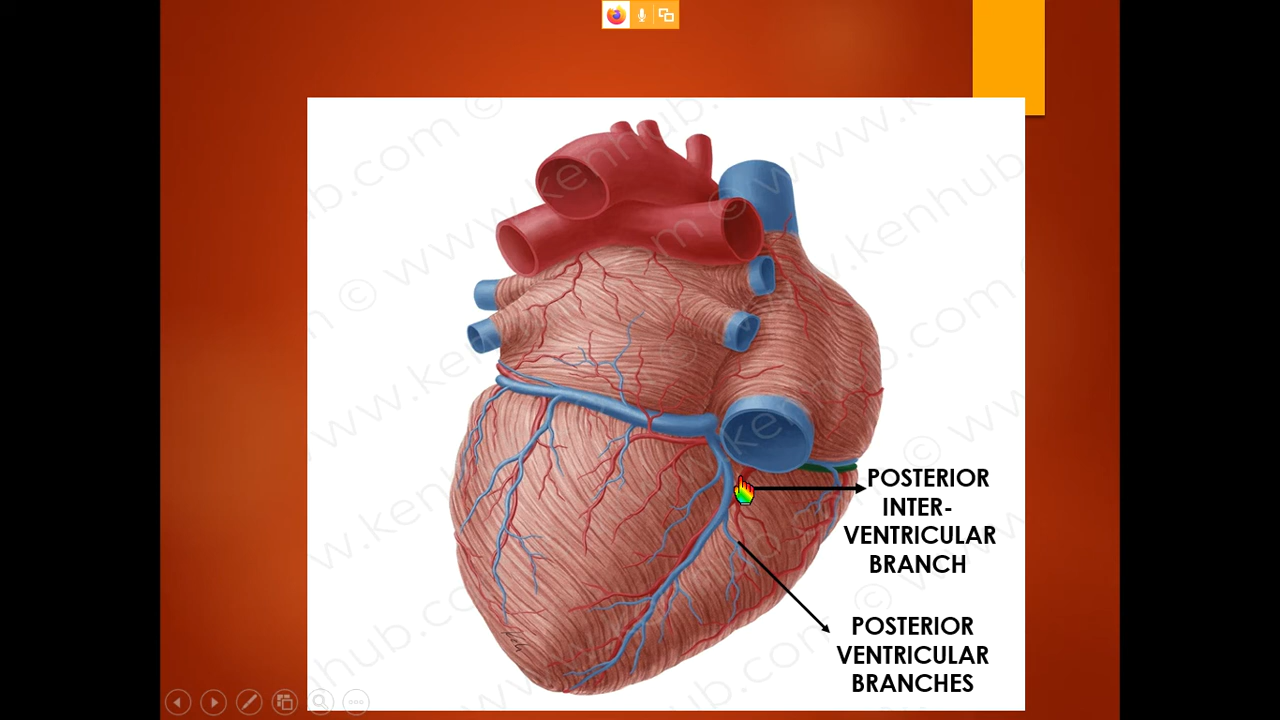 POSTERIOR
INTER-
VENTRICULAR
BRANCH
POSTERIOR
VENTRICULAR
BRANCHES
© www.kenhub.com